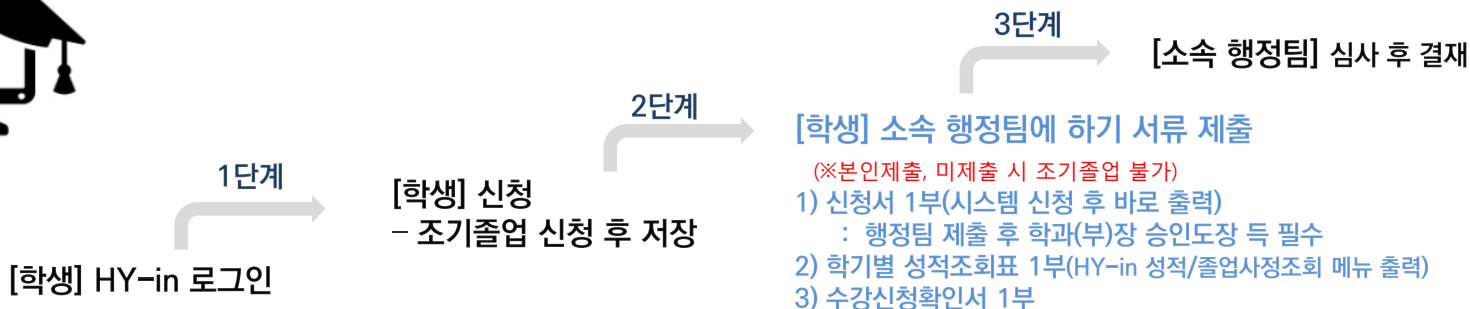 3단계
[소속 행정팀] 심사 후 결재
2단계
[학생] 소속 행정팀에 하기 서류 제출
(※본인제출, 미제출 시 조기졸업 불가)
1) 신청서 1부(시스템 신청 후 바로 출력)
: 행정팀 제출 후 학과(부)장 승인도장 득 필수
2) 학기별 성적조회표 1부(HY-in 성적/졸업사정조회 메뉴 출력)
3) 수강신청확인서 1부
1단계
[학생] 신청
- 조기졸업 신청 후 저장
[학생] HY-in 로그인